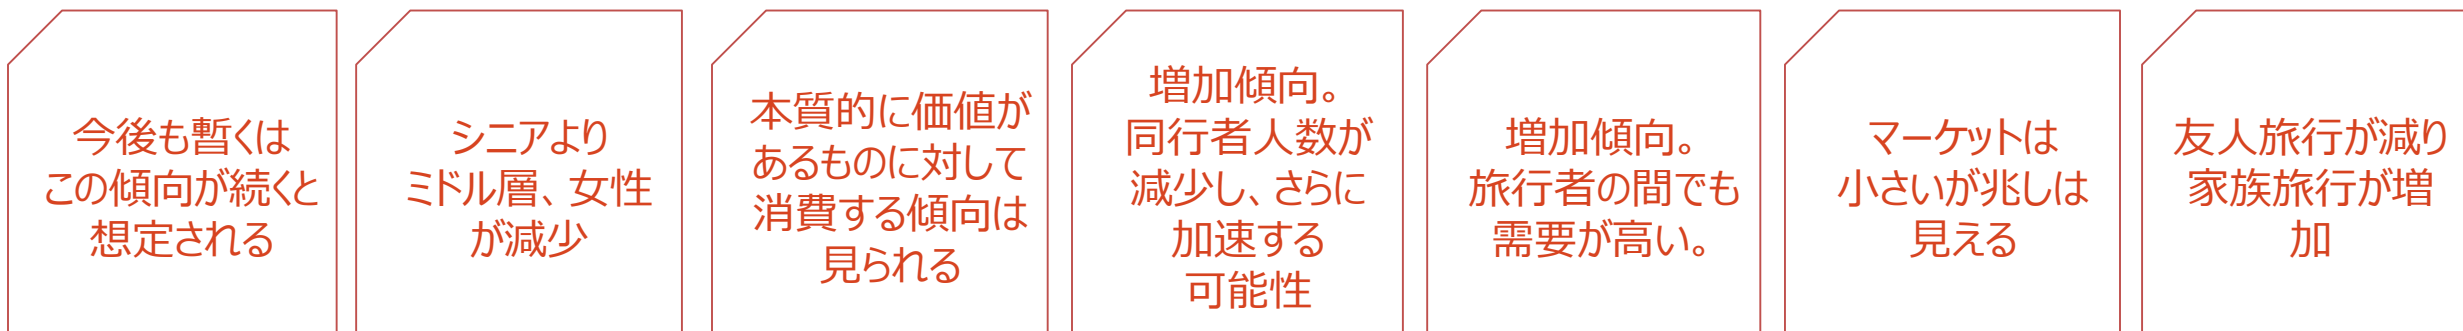 今後も暫くは
この傾向が続くと
想定される
シニアより
ミドル層、女性
が減少
本質的に価値が
あるものに対して
消費する傾向は
見られる
増加傾向。
同行者人数が
減少し、さらに
加速する
可能性
増加傾向。
旅行者の間でも
需要が高い。
マーケットは
小さいが兆しは
見える
友人旅行が減り
家族旅行が増
加